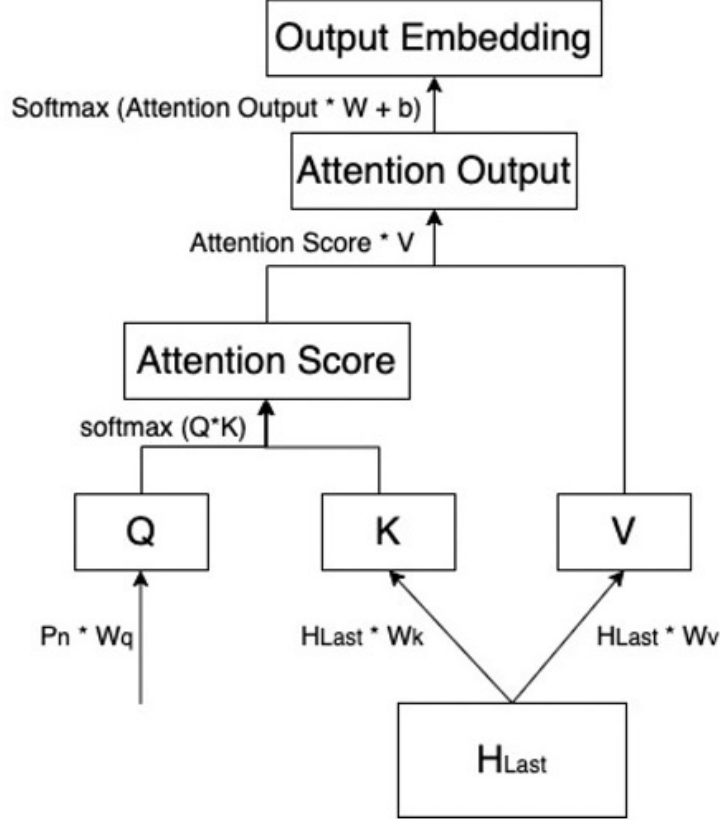 Output Embedding
Softmax (Attention Output * W + b)
Attention Output
Attention Score * V
Attention Score
softmax (Q*K)
Q
K
V
Pn * Wq
HLast * Wk
HLast * Wv
HLast